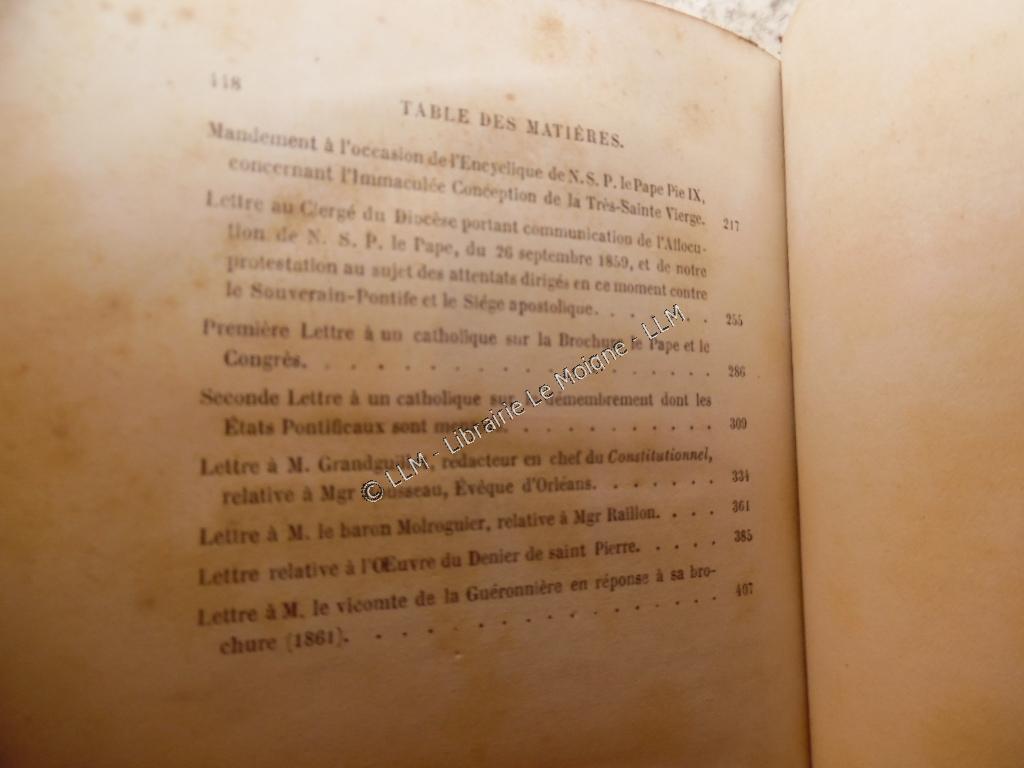 448
TABLE DES MATIÈRES.
Mandement à l'occasion de l'Encyclique de N. S. P. le Pape Pie IX,
concernant l'Immaculée Conception de la Très-Sainte Vierge. 217
Lettre au Clergé du Diocèse portant communication de l'Allocu-
tion de N. S. P. le Pape, du 26 septembre 1859, et de notre
protestation au sujet des attentats dirigés en ce moment contre
le Souverain-Pontife et le Siége apostolique. . . . . . 255
Première Lettre à un catholique sur la Brochure le Pape et le
Congrès. . . . . . . . . . . . . . . . . 286
Seconde Lettre à un catholique sur démembrement dont les
États Pontificaux sont . . . . . . . . . . . 309
Lettre à M. rédacteur en chef du Constitutionnel,
relative à Mgr Évêque d'Orléans. . . . . . . 334
Lettre à M. le baron Molroguier, relative à Mgr Raillon. . . . 361
Lettre relative à l'Œuvre du Denier de saint Pierre. . . . . 385
Lettre à M. le vicomte de la Guéronnière en réponse à sa bro-
chure (1861). . . . . . . . . . . . . . . 407
© LLM - Librairie Le Moigne - LLM